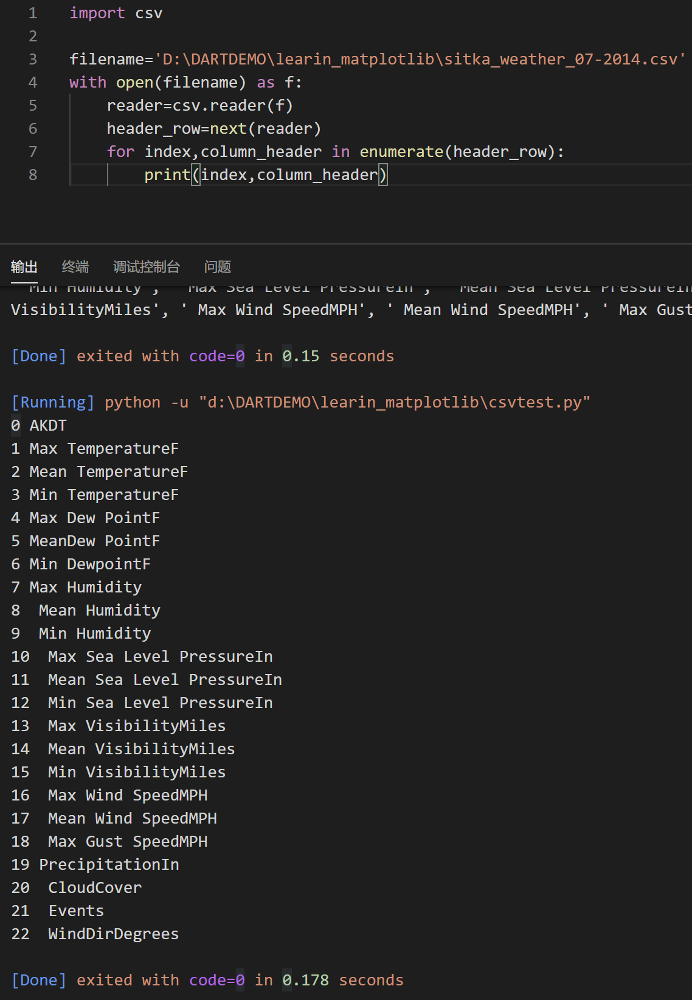 1 import csv
2
3 filename='D:\DARTDEMO\learin_matplotlib\sitka_weather_07-2014.csv'
4 with open(filename) as f:
5     reader=csv.reader(f)
6     header_row=next(reader)
7     for index,column_header in enumerate(header_row):
8         print(index,column_header)
输出 终端 调试控制台 问题
Min Humidity', ' Max Sea Level PressureIn', ' Mean Sea Level PressureIn
VisibilityMiles', ' Max Wind SpeedMPH', ' Mean Wind SpeedMPH', ' Max Gust
[Done] exited with code=0 in 0.15 seconds
[Running] python -u "d:\DARTDEMO\learin_matplotlib\csvtest.py"
0 AKDT
1 Max TemperatureF
2 Mean TemperatureF
3 Min TemperatureF
4 Max Dew PointF
5 MeanDew PointF
6 Min DewpointF
7 Max Humidity
8  Mean Humidity
9  Min Humidity
10  Max Sea Level PressureIn
11  Mean Sea Level PressureIn
12  Min Sea Level PressureIn
13  Max VisibilityMiles
14  Mean VisibilityMiles
15  Min VisibilityMiles
16  Max Wind SpeedMPH
17  Mean Wind SpeedMPH
18  Max Gust SpeedMPH
19 PrecipitationIn
20  CloudCover
21  Events
22  WindDirDegrees
[Done] exited with code=0 in 0.178 seconds